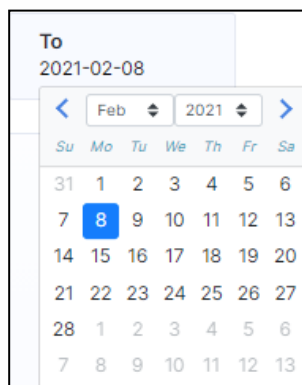 To
2021-02-08
Feb 2021
Su Mo Tu We Th Fr Sa
31 1 2 3 4 5 6
7 8 9 10 11 12 13
14 15 16 17 18 19 20
21 22 23 24 25 26 27
28 1 2 3 4 5 6
7 8 9 10 11 12 13